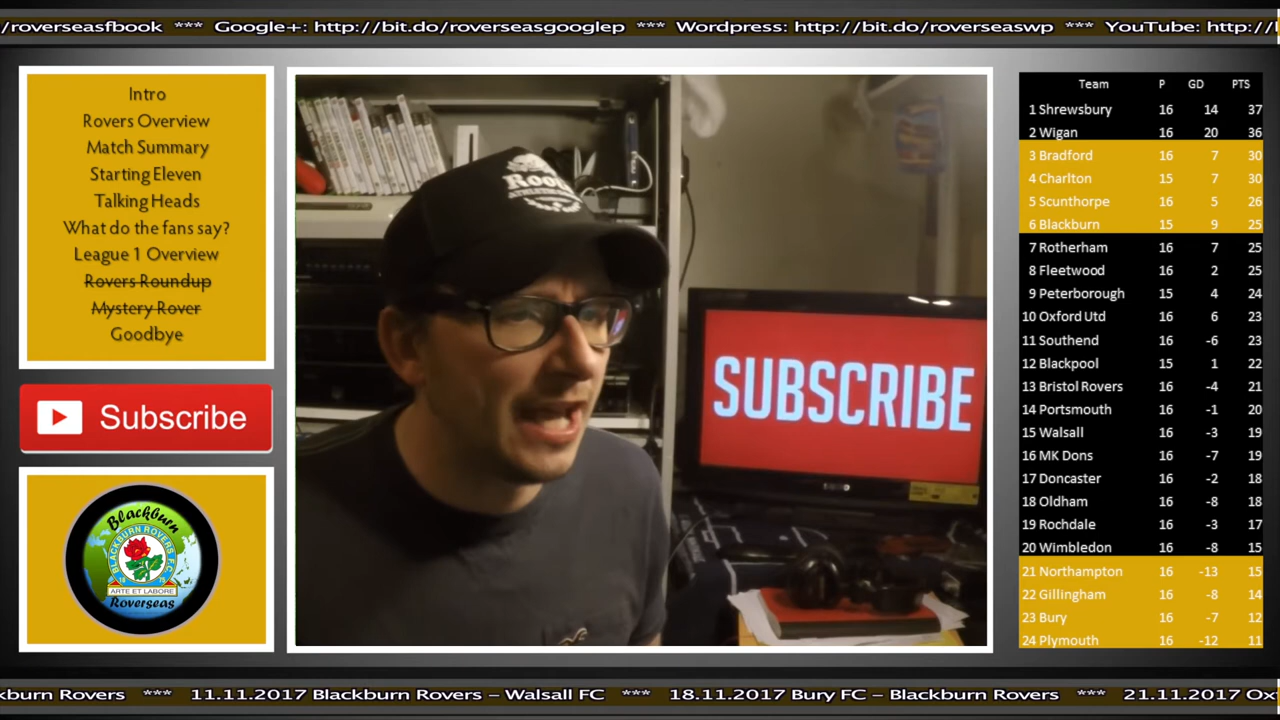 /roverseasfbook *** Google+: http://bit.do/roverseasgooglep *** Wordpress: http://bit.do/roverseaswp *** YouTube: http://
Intro
Rovers Overview
Match Summary
Starting Eleven
Talking Heads
What do the fans say?
League 1 Overview
Rovers Roundup
Mystery Rover
Goodbye
Subscribe
Blackburn
BLACKBURN ROVERS F.C.
1875
ARTE ET LABORE
Roverseas
Root
SUBSCRIBE
Team P GD PTS
1 Shrewsbury 16 14 37
2 Wigan 16 20 36
3 Bradford 16 7 30
4 Charlton 15 7 30
5 Scunthorpe 16 5 26
6 Blackburn 15 9 25
7 Rotherham 16 7 25
8 Fleetwood 16 2 25
9 Peterborough 15 4 24
10 Oxford Utd 16 6 23
11 Southend 16 -6 23
12 Blackpool 15 1 22
13 Bristol Rovers 16 -4 21
14 Portsmouth 16 -1 20
15 Walsall 16 -3 19
16 MK Dons 16 -7 19
17 Doncaster 16 -2 18
18 Oldham 16 -8 18
19 Rochdale 16 -3 17
20 Wimbledon 16 -8 15
21 Northampton 16 -13 15
22 Gillingham 16 -8 14
23 Bury 16 -7 12
24 Plymouth 16 -12 11
kburn Rovers *** 11.11.2017 Blackburn Rovers – Walsall FC *** 18.11.2017 Bury FC – Blackburn Rovers *** 21.11.2017 Ox